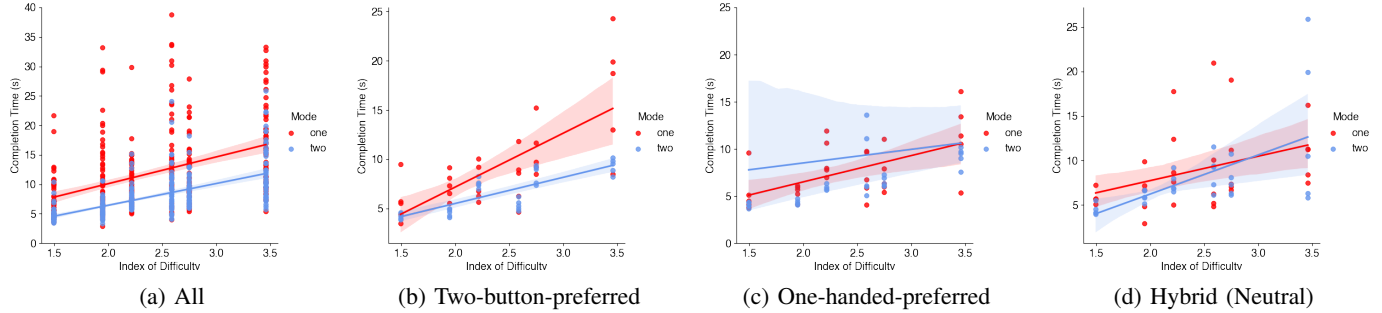 40
35
30
25
20
15
10
5
0
Completion Time (s)
1.5 2.0 2.5 3.0 3.5
Index of Difficulty
Mode
one
two
(a) All
25
20
15
10
5
Completion Time (s)
1.5 2.0 2.5 3.0 3.5
Index of Difficulty
Mode
one
two
(b) Two-button-preferred
25
20
15
10
5
0
Completion Time (s)
1.5 2.0 2.5 3.0 3.5
Index of Difficulty
Mode
one
two
(c) One-handed-preferred
25
20
15
10
5
Completion Time (s)
1.5 2.0 2.5 3.0 3.5
Index of Difficulty
Mode
one
two
(d) Hybrid (Neutral)